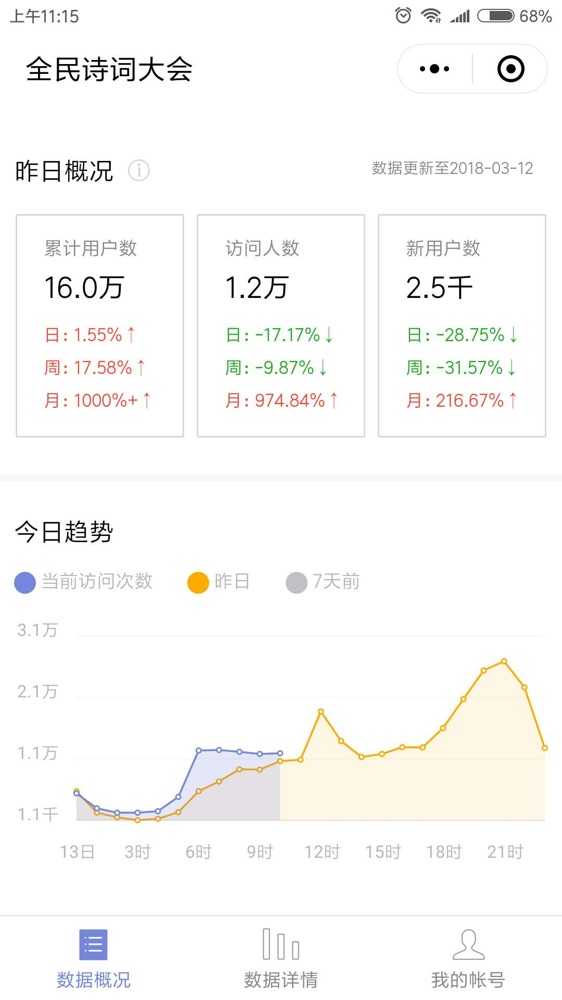 上午11:15
68%
全民诗词大会
昨日概况
数据更新至2018-03-12
累计用户数
16.0万
日: 1.55%↑
周: 17.58%↑
月: 1000%+↑
访问人数
1.2万
日: -17.17%↓
周: -9.87%↓
月: 974.84%↑
新用户数
2.5千
日: -28.75%↓
周: -31.57%↓
月: 216.67%↑
今日趋势
当前访问次数 昨日 7天前
3.1万
2.1万
1.1万
1.1千
13日 3时 6时 9时 12时 15时 18时 21时
数据概况 数据详情 我的帐号